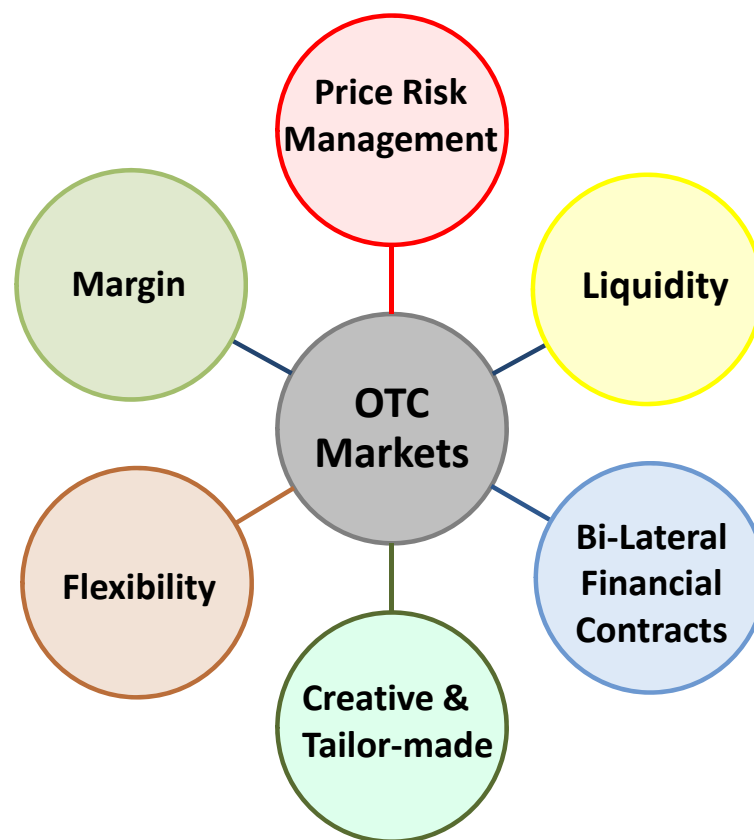 Price Risk
Management
Margin
Liquidity
OTC
Markets
Flexibility
Bi-Lateral
Financial
Contracts
Creative &
Tailor-made